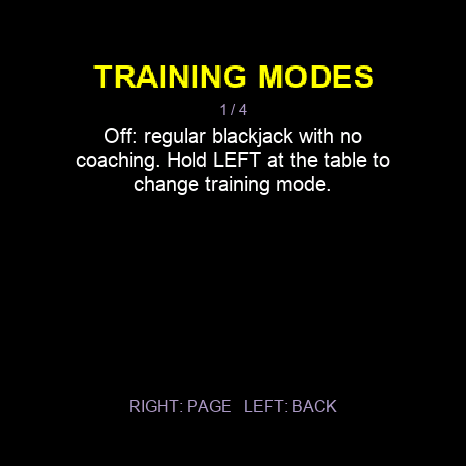 TRAINING MODES
1 / 4
Off: regular blackjack with no
coaching. Hold LEFT at the table to
change training mode.
RIGHT: PAGE   LEFT: BACK